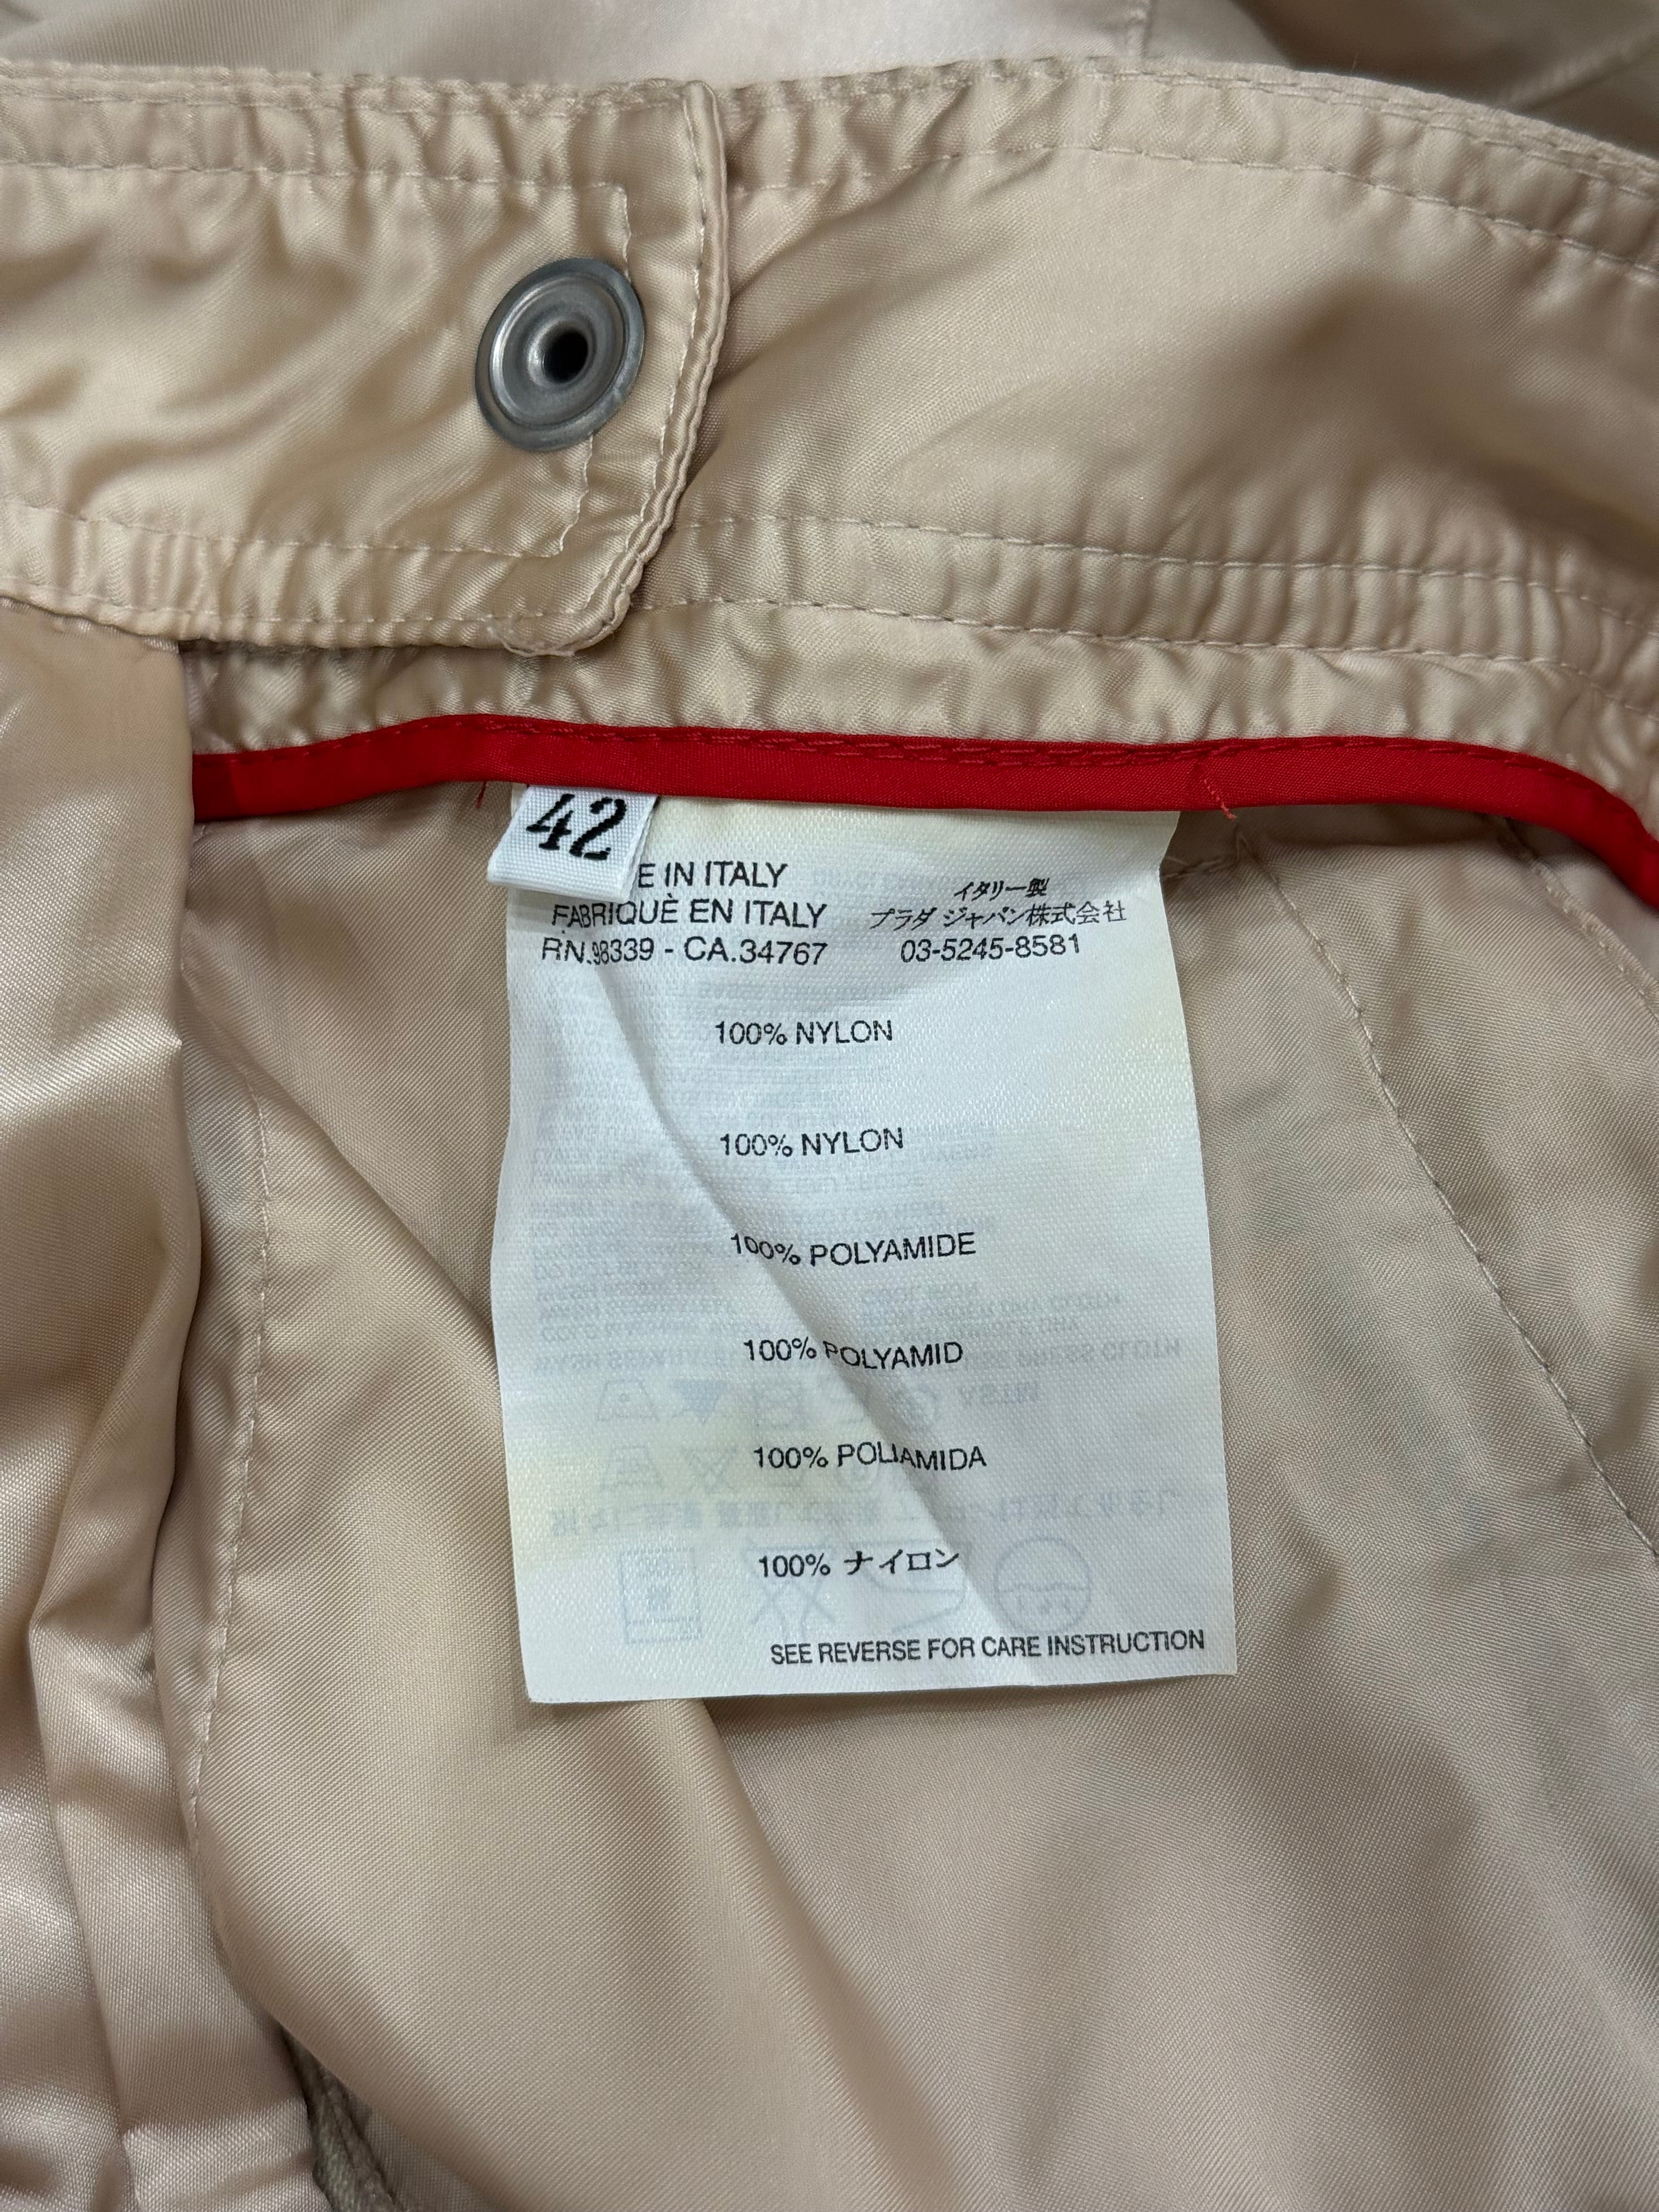 42
E IN ITALY
FABRIQUÈ EN ITALY
RN.98339 - CA.34767
イタリー製
プラダ ジャパン株式会社
03-5245-8581
100% NYLON
100% NYLON
100% POLYAMIDE
100% POLYAMID
100% POLIAMIDA
100% ナイロン
SEE REVERSE FOR CARE INSTRUCTION